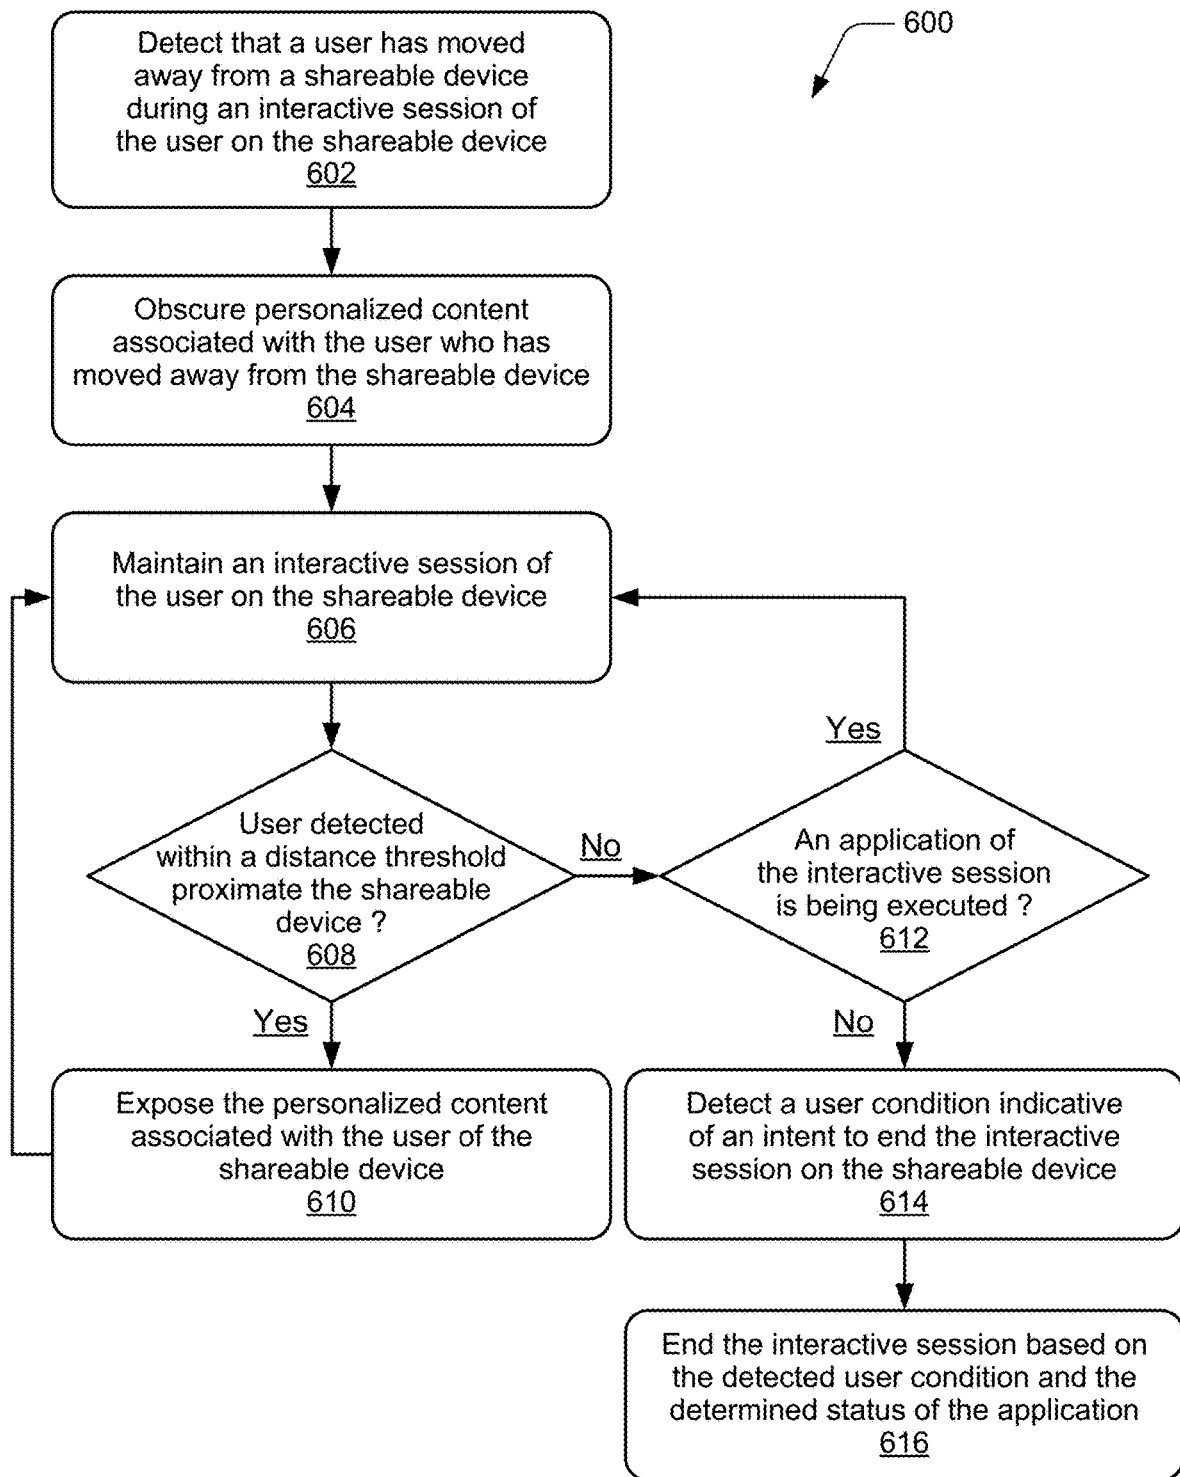 600
Detect that a user has moved
away from a shareable device
during an interactive session of
the user on the shareable device
602
Obscure personalized content
associated with the user who has
moved away from the shareable device
604
Maintain an interactive session of
the user on the shareable device
606
User detected
within a distance threshold
proximate the shareable
device ?
608
No
Yes
An application of
the interactive session
is being executed ?
612
Yes
No
Expose the personalized content
associated with the user of the
shareable device
610
Detect a user condition indicative
of an intent to end the interactive
session on the shareable device
614
End the interactive session based on
the detected user condition and the
determined status of the application
616